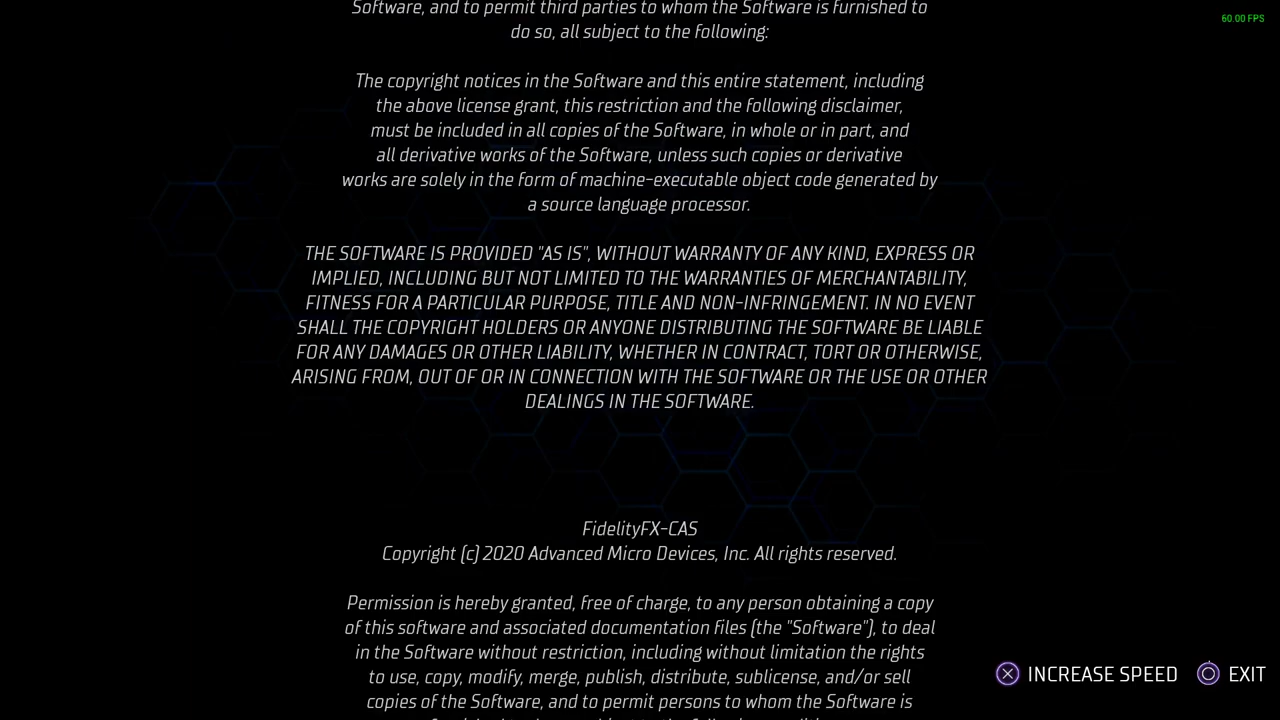 Software, and to permit third parties to whom the Software is furnished to
60.00 FPS
do so, all subject to the following:
The copyright notices in the Software and this entire statement, including
the above license grant, this restriction and the following disclaimer,
must be included in all copies of the Software, in whole or in part, and
all derivative works of the Software, unless such copies or derivative
works are solely in the form of machine-executable object code generated by
a source language processor.
THE SOFTWARE IS PROVIDED "AS IS", WITHOUT WARRANTY OF ANY KIND, EXPRESS OR
IMPLIED, INCLUDING BUT NOT LIMITED TO THE WARRANTIES OF MERCHANTABILITY,
FITNESS FOR A PARTICULAR PURPOSE, TITLE AND NON-INFRINGEMENT. IN NO EVENT
SHALL THE COPYRIGHT HOLDERS OR ANYONE DISTRIBUTING THE SOFTWARE BE LIABLE
FOR ANY DAMAGES OR OTHER LIABILITY, WHETHER IN CONTRACT, TORT OR OTHERWISE,
ARISING FROM, OUT OF OR IN CONNECTION WITH THE SOFTWARE OR THE USE OR OTHER
DEALINGS IN THE SOFTWARE.
FidelityFX-CAS
Copyright (c) 2020 Advanced Micro Devices, Inc. All rights reserved.
Permission is hereby granted, free of charge, to any person obtaining a copy
of this software and associated documentation files (the "Software"), to deal
in the Software without restriction, including without limitation the rights
to use, copy, modify, merge, publish, distribute, sublicense, and/or sell
copies of the Software, and to permit persons to whom the Software is
INCREASE SPEED
EXIT